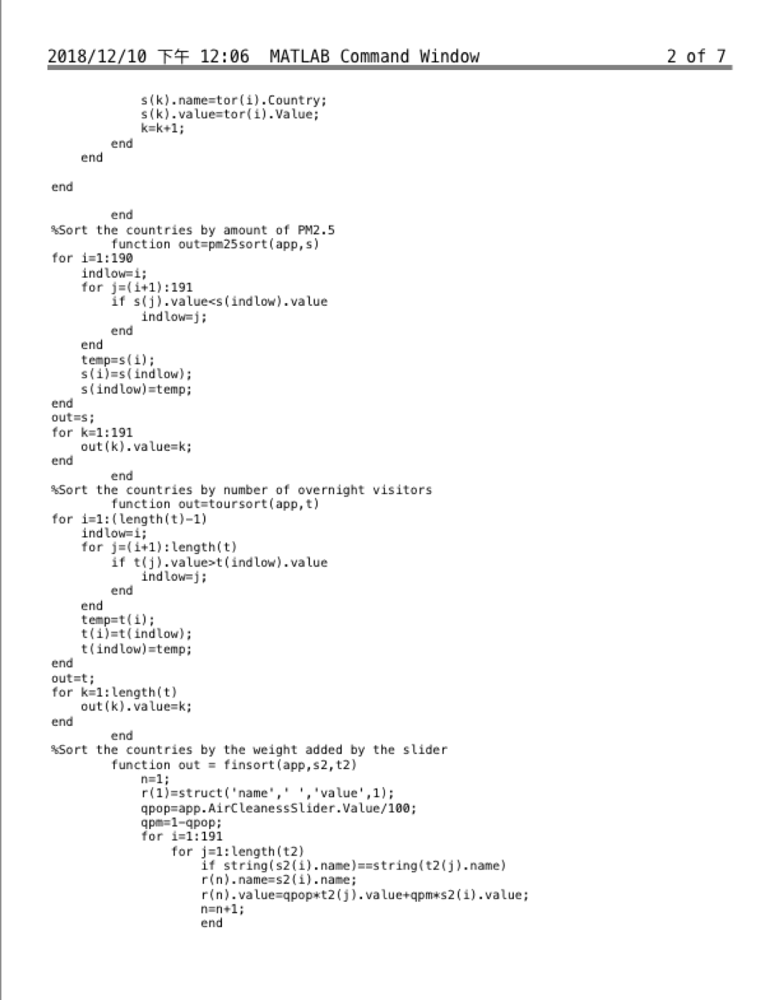 2018/12/10 下午 12:06 MATLAB Command Window 2 of 7
s(k).name=tor(i).Country;
s(k).value=tor(i).Value;
k=k+1;
end
end
end
end
%Sort the countries by amount of PM2.5
function out=pm25sort(app,s)
for i=1:190
indlow=i;
for j=(i+1):191
if s(j).value<s(indlow).value
indlow=j;
end
end
temp=s(i);
s(i)=s(indlow);
s(indlow)=temp;
end
out=s;
for k=1:191
out(k).value=k;
end
end
%Sort the countries by number of overnight visitors
function out=toursort(app,t)
for i=1:(length(t)-1)
indlow=i;
for j=(i+1):length(t)
if t(j).value>t(indlow).value
indlow=j;
end
end
temp=t(i);
t(i)=t(indlow);
t(indlow)=temp;
end
out=t;
for k=1:length(t)
out(k).value=k;
end
end
%Sort the countries by the weight added by the slider
function out = finsort(app,s2,t2)
n=1;
r(1)=struct('name',' ','value',1);
qpop=app.AirCleanessSlider.Value/100;
qpm=1-qpop;
for i=1:191
for j=1:length(t2)
if string(s2(i).name)==string(t2(j).name)
r(n).name=s2(i).name;
r(n).value=qpop*t2(j).value+qpm*s2(i).value;
n=n+1;
end